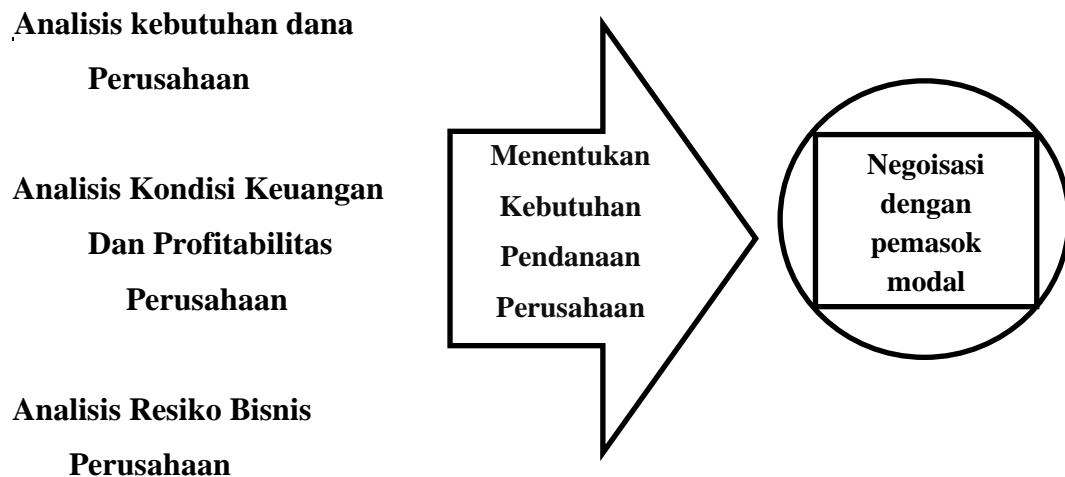 Analisis kebutuhan dana
Perusahaan
Analisis Kondisi Keuangan
Dan Profitabilitas
Perusahaan
Analisis Resiko Bisnis
Perusahaan
Menentukan
Kebutuhan
Pendanaan
Perusahaan
Negoisasi
dengan
pemasok
modal